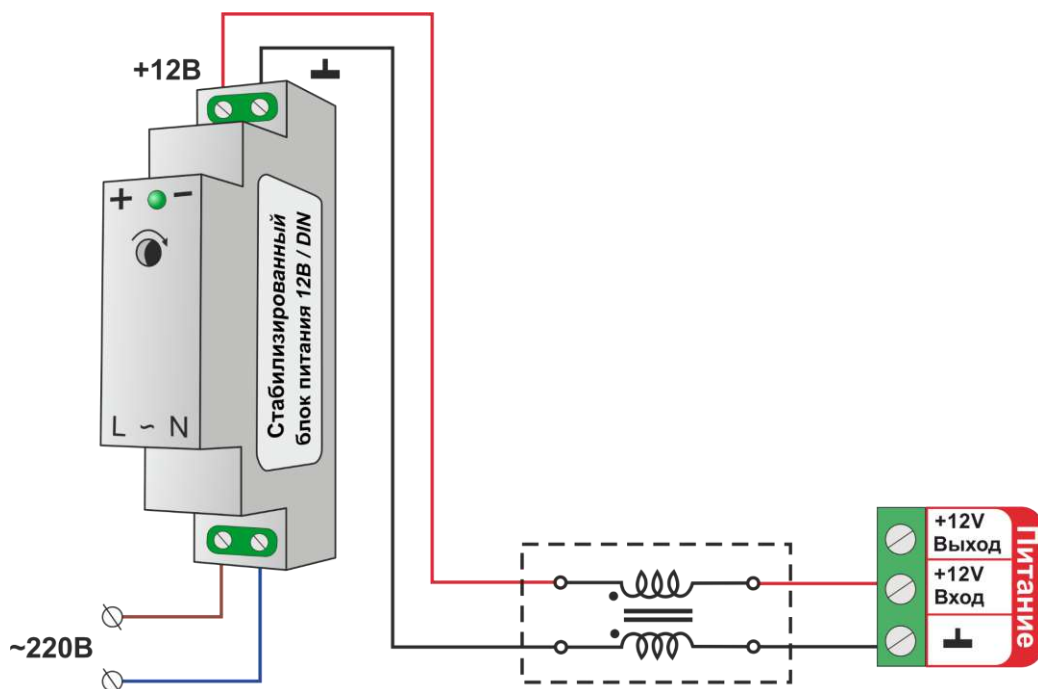 +12В
+ -
Стабилизированный
блок питания 12В / DIN
L ~ N
~220В
+12V
Выход
+12V
Вход
Питание